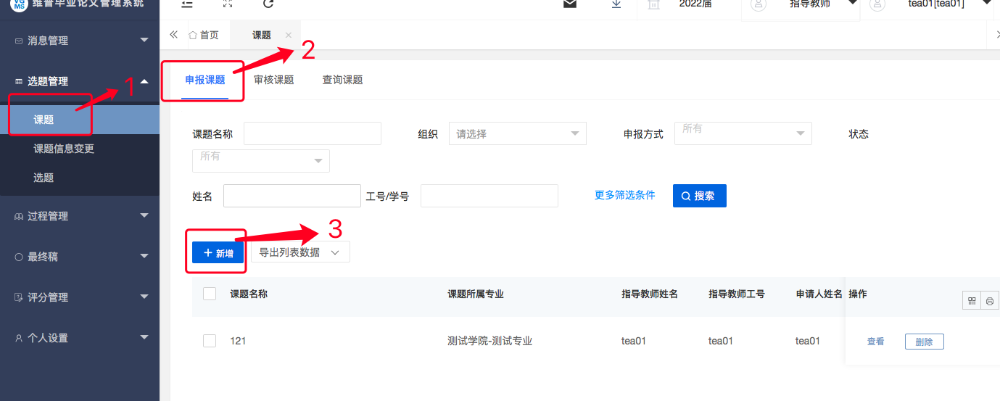 维普毕业论文管理系统
2022届
指导教师
tea01[tea01]
消息管理
选题管理
课题
课题信息变更
选题
过程管理
最终稿
评分管理
个人设置
首页
课题
1
2
申报课题
审核课题
查询课题
课题名称
组织
请选择
申报方式
所有
状态
所有
姓名
工号/学号
更多筛选条件
搜索
3
新增
导出列表数据
课题名称
课题所属专业
指导教师姓名
指导教师工号
申请人姓名
操作
121
测试学院-测试专业
tea01
tea01
tea01
查看
删除